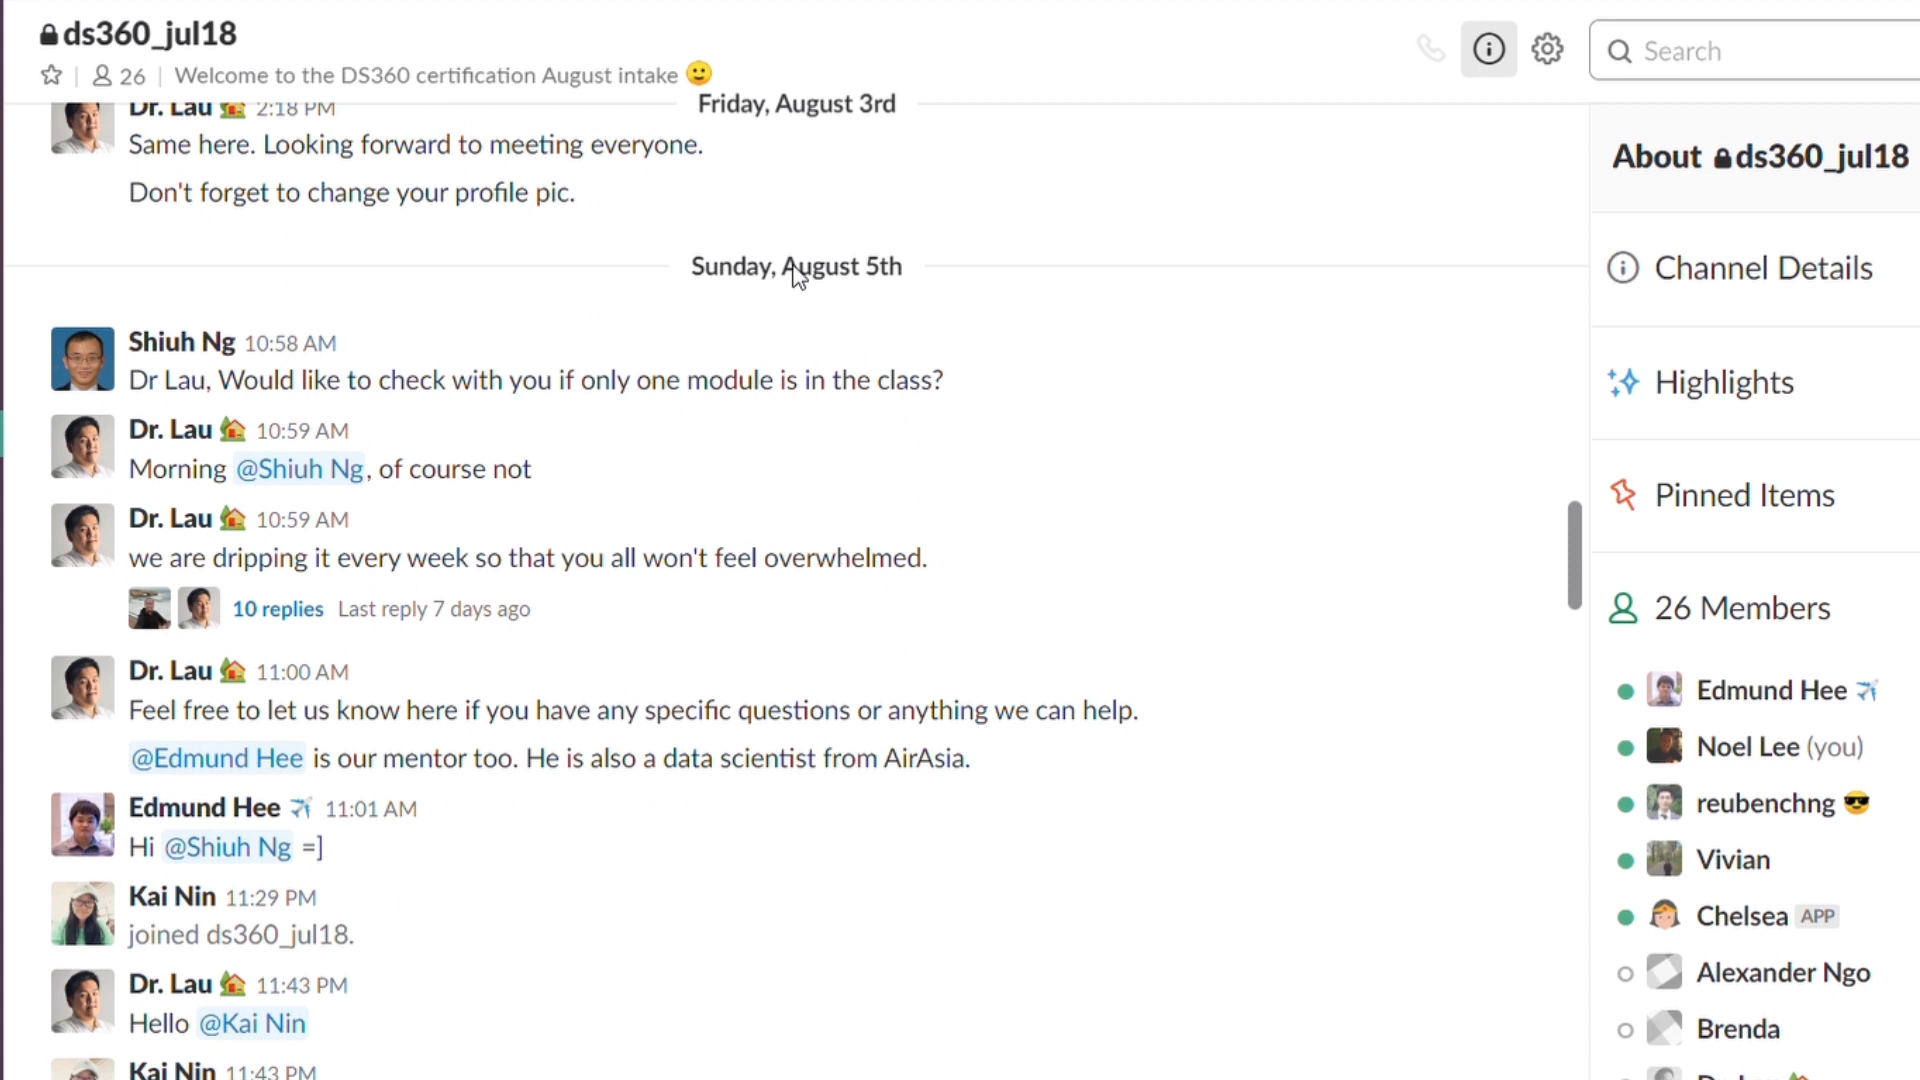 ds360_jul18
26 Welcome to the DS360 certification August intake
Search
Dr. Lau 2:18 PM
Friday, August 3rd
Same here. Looking forward to meeting everyone.
Don't forget to change your profile pic.
Sunday, August 5th
Shiuh Ng 10:58 AM
Dr Lau, Would like to check with you if only one module is in the class?
Dr. Lau 10:59 AM
Morning @Shiuh Ng, of course not
Dr. Lau 10:59 AM
we are dripping it every week so that you all won't feel overwhelmed.
10 replies Last reply 7 days ago
Dr. Lau 11:00 AM
Feel free to let us know here if you have any specific questions or anything we can help.
@Edmund Hee is our mentor too. He is also a data scientist from AirAsia.
Edmund Hee 11:01 AM
Hi @Shiuh Ng =]
Kai Nin 11:29 PM
joined ds360_jul18.
Dr. Lau 11:43 PM
Hello @Kai Nin
Kai Nin 11:43 PM
About ds360_jul18
Channel Details
Highlights
Pinned Items
26 Members
Edmund Hee
Noel Lee (you)
reubenchng
Vivian
Chelsea APP
Alexander Ngo
Brenda